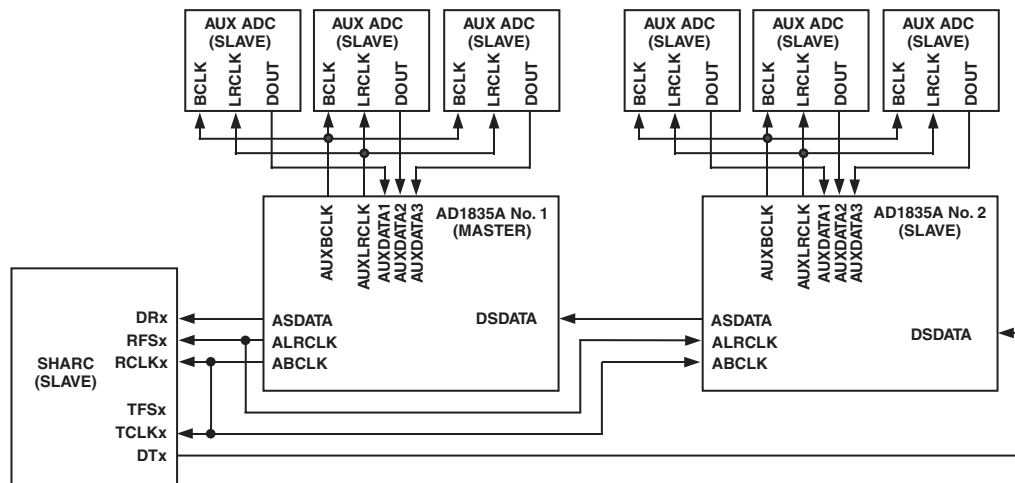 AUX ADC
(SLAVE)
BCLK
LRCLK
DOUT
AUX ADC
(SLAVE)
BCLK
LRCLK
DOUT
AUX ADC
(SLAVE)
BCLK
LRCLK
DOUT
AUX ADC
(SLAVE)
BCLK
LRCLK
DOUT
AUX ADC
(SLAVE)
BCLK
LRCLK
DOUT
AUX ADC
(SLAVE)
BCLK
LRCLK
DOUT
AUXBCLK
AUXLRCLK
AUXDATA1
AUXDATA2
AUXDATA3
AD1835A No. 1
(MASTER)
ASDATA
ALRCLK
ABCLK
DSDATA
AUXBCLK
AUXLRCLK
AUXDATA1
AUXDATA2
AUXDATA3
AD1835A No. 2
(SLAVE)
ASDATA
ALRCLK
ABCLK
DSDATA
SHARC
(SLAVE)
DRx
RFSx
RCLKx
TFSx
TCLKx
DTx